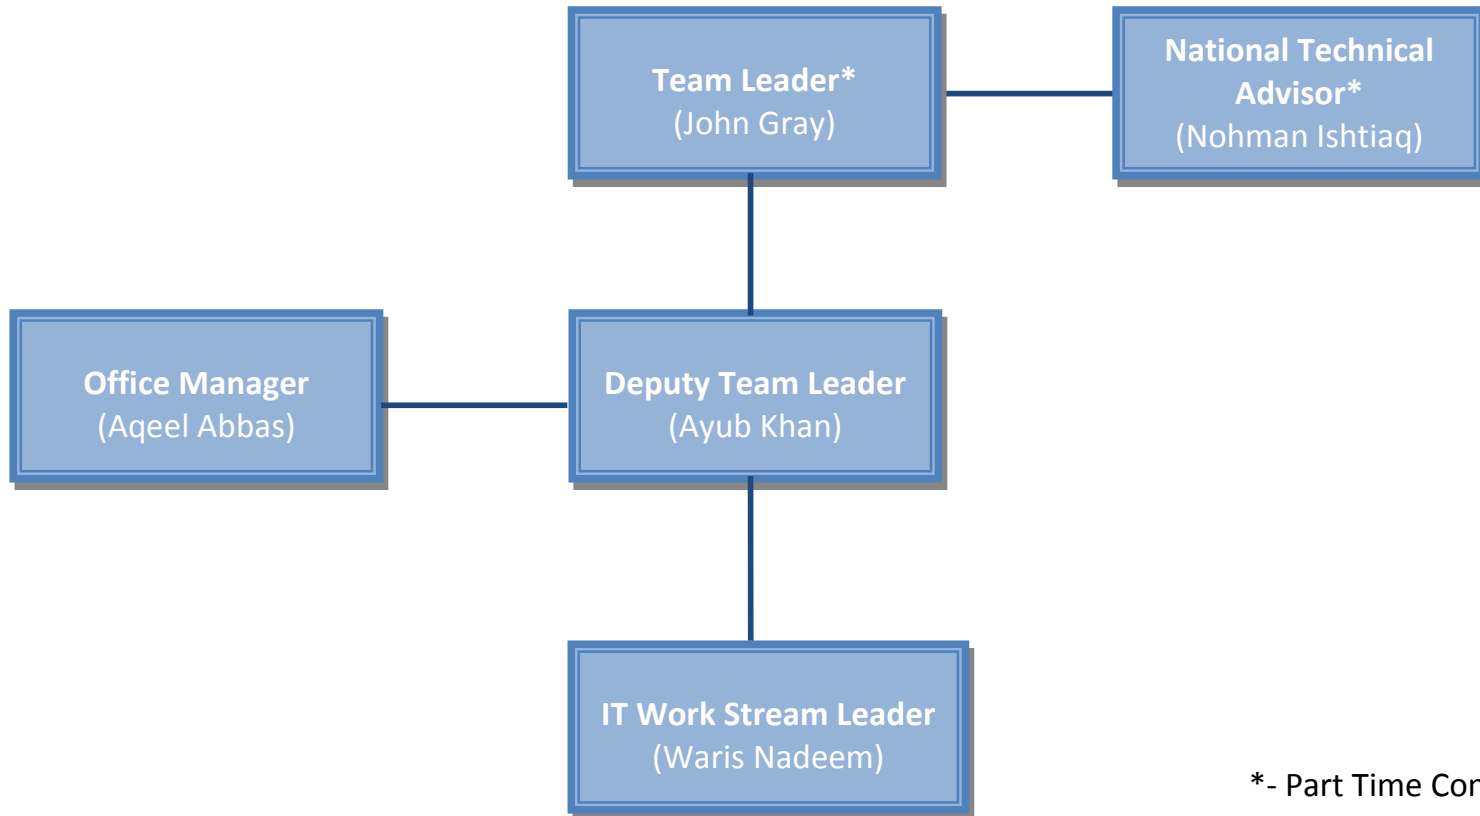 Team Leader*
(John Gray)
National Technical
Advisor*
(Nohman Ishtiaq)
Office Manager
(Aqeel Abbas)
Deputy Team Leader
(Ayub Khan)
IT Work Stream Leader
(Waris Nadeem)
*- Part Time